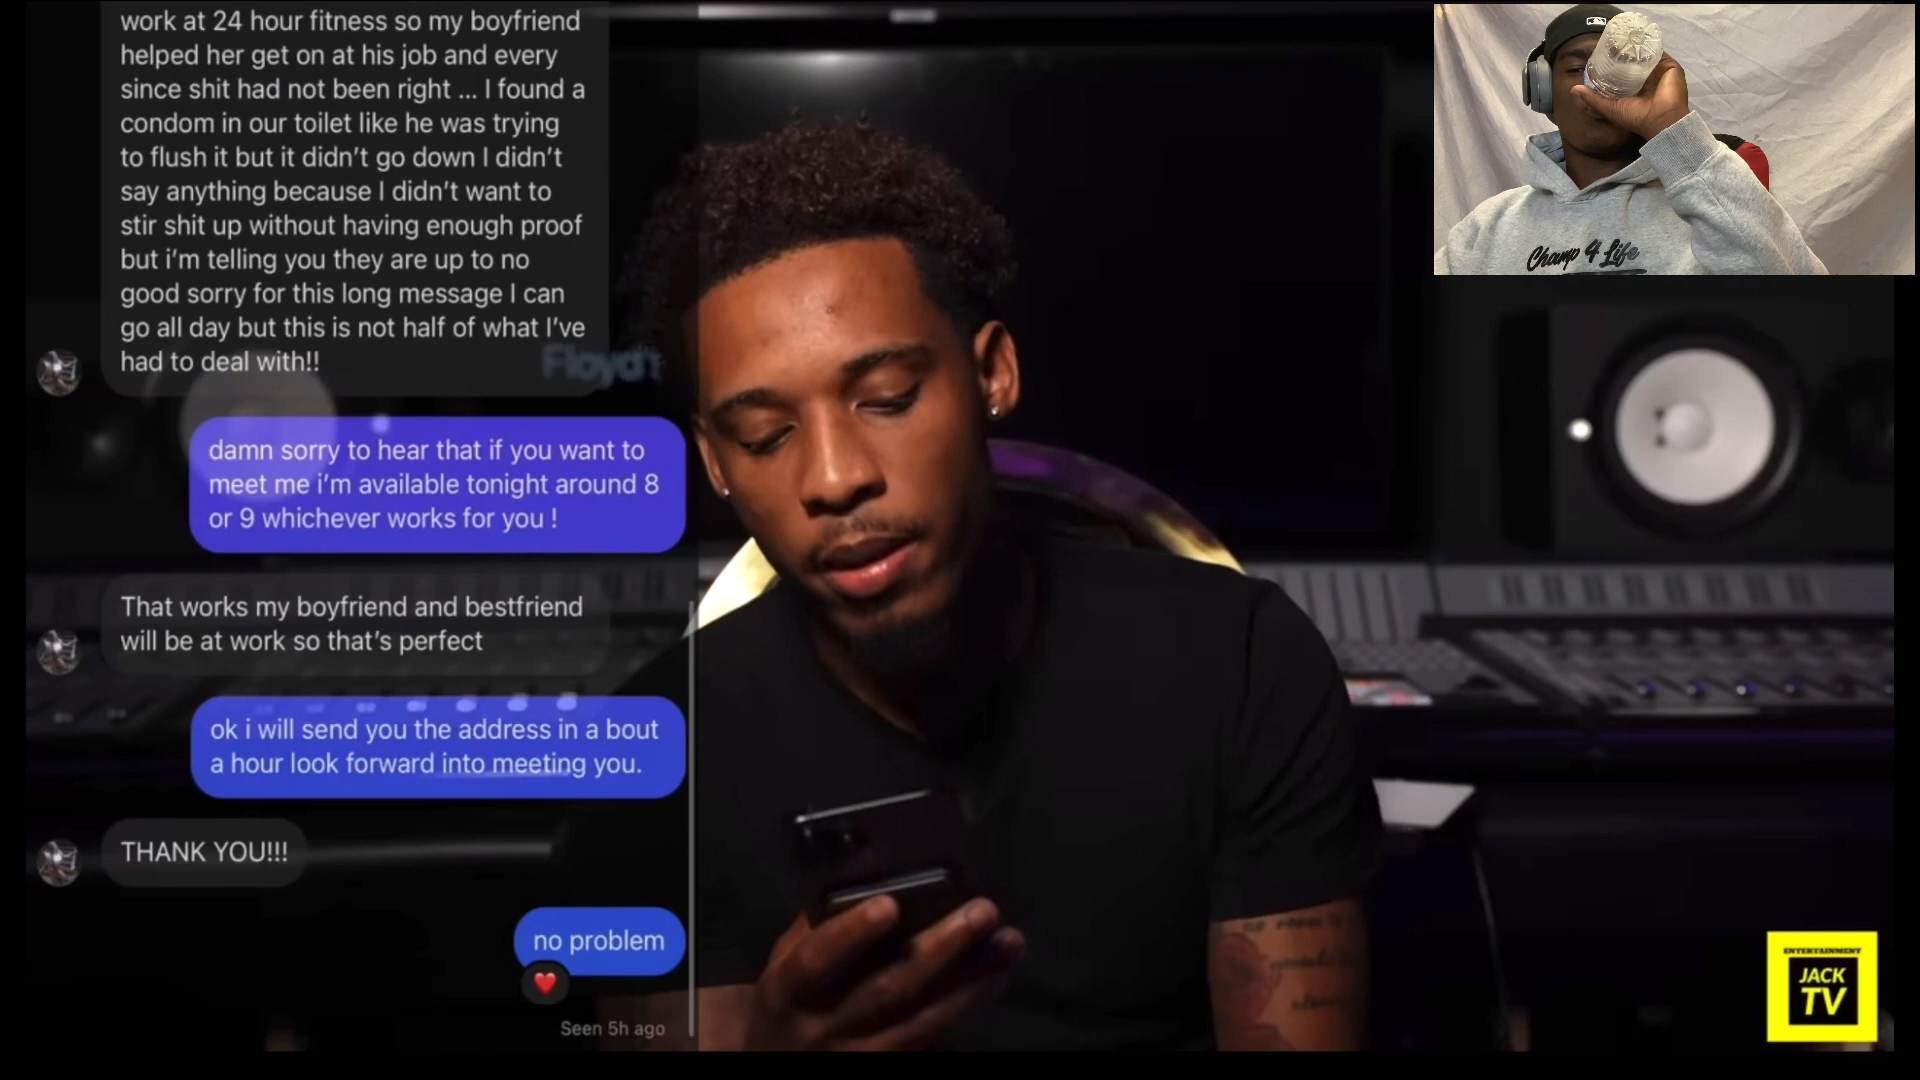 work at 24 hour fitness so my boyfriend
helped her get on at his job and every
since shit had not been right ... I found a
condom in our toilet like he was trying
to flush it but it didn't go down I didn't
say anything because I didn't want to
stir shit up without having enough proof
but i'm telling you they are up to no
good sorry for this long message I can
go all day but this is not half of what I've
had to deal with!!
damn sorry to hear that if you want to
meet me i'm available tonight around 8
or 9 whichever works for you !
That works my boyfriend and bestfriend
will be at work so that's perfect
ok i will send you the address in a bout
a hour look forward into meeting you.
THANK YOU!!!
no problem
Seen 5h ago
Champ 4 Life
ENTERTAINMENT
JACK
TV